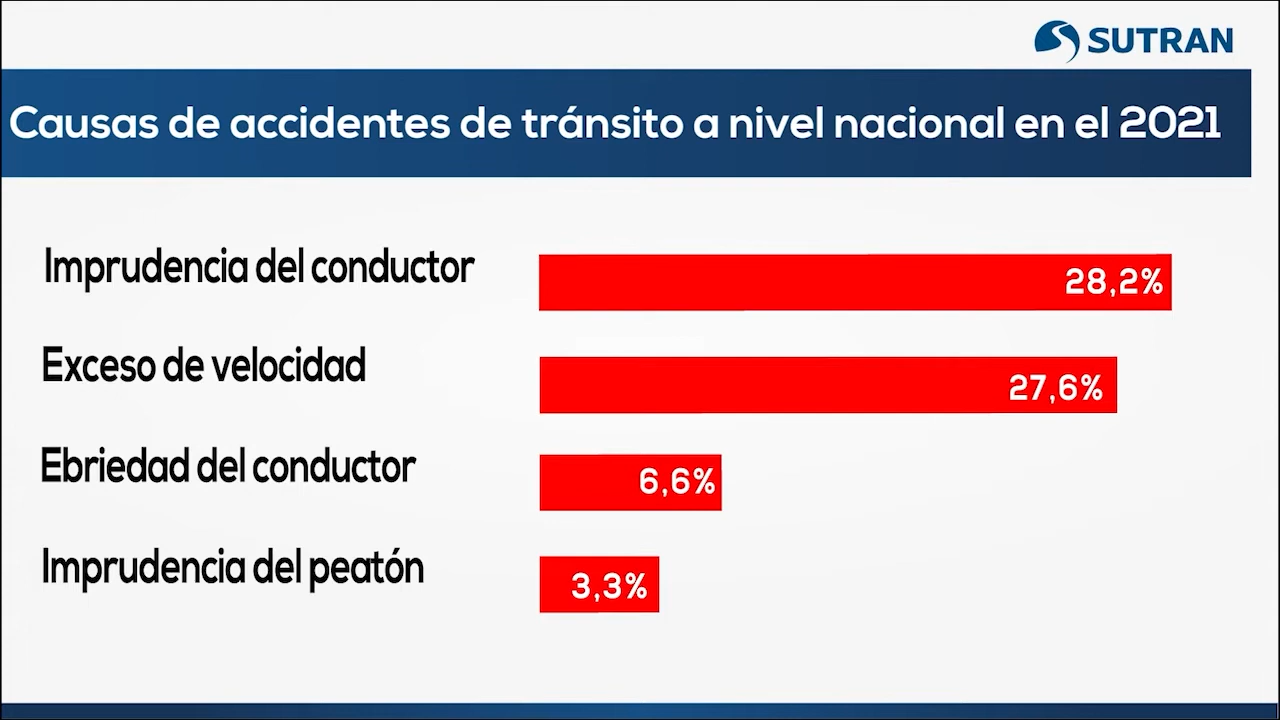 SUTRAN
Causas de accidentes de tránsito a nivel nacional en el 2021
Imprudencia del conductor
28,2%
Exceso de velocidad
27,6%
Ebriedad del conductor
6,6%
Imprudencia del peatón
3,3%